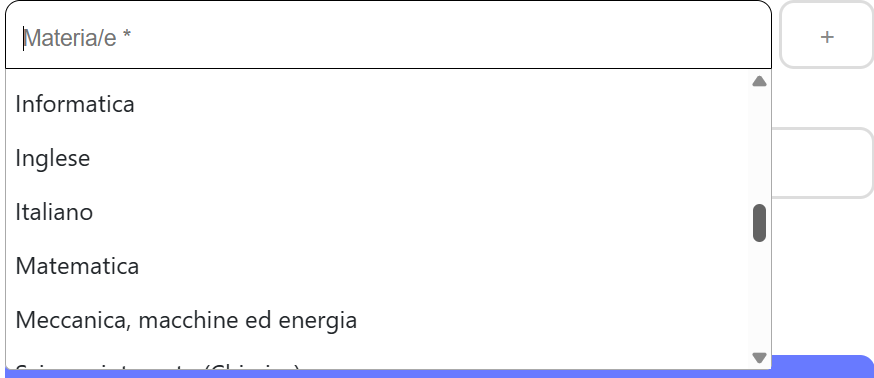 Materia/e *
+
Informatica
Inglese
Italiano
Matematica
Meccanica, macchine ed energia